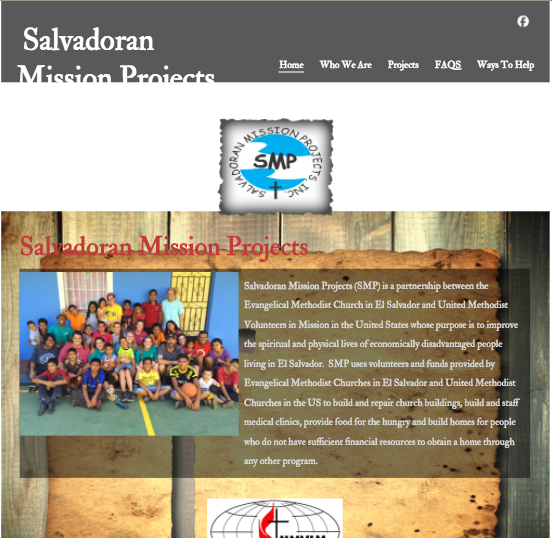 Salvadoran
Mission Projects
Home Who We Are Projects FAQS Ways To Help
SALVADORAN MISSION PROJECTS, INC.
SMP
Salvadoran Mission Projects
Salvadoran Mission Projects (SMP) is a partnership between the
Evangelical Methodist Church in El Salvador and United Methodist
Volunteers in Mission in the United States whose purpose is to improve
the spiritual and physical lives of economically disadvantaged people
living in El Salvador. SMP uses volunteers and funds provided by
Evangelical Methodist Churches in El Salvador and United Methodist
Churches in the US to build and repair church buildings, build and staff
medical clinics, provide food for the hungry and build homes for people
who do not have sufficient financial resources to obtain a home through
any other program.